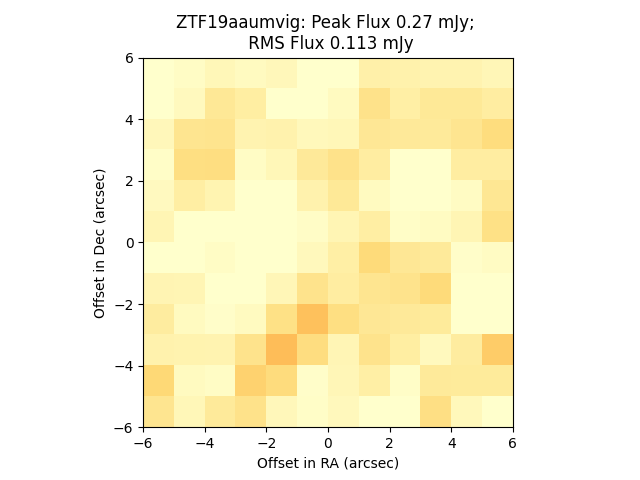 ZTF19aaumvig: Peak Flux 0.27 mJy;
RMS Flux 0.113 mJy
6
4
2
0
−2
−4
−6
Offset in Dec (arcsec)
−6 −4 −2 0 2 4 6
Offset in RA (arcsec)